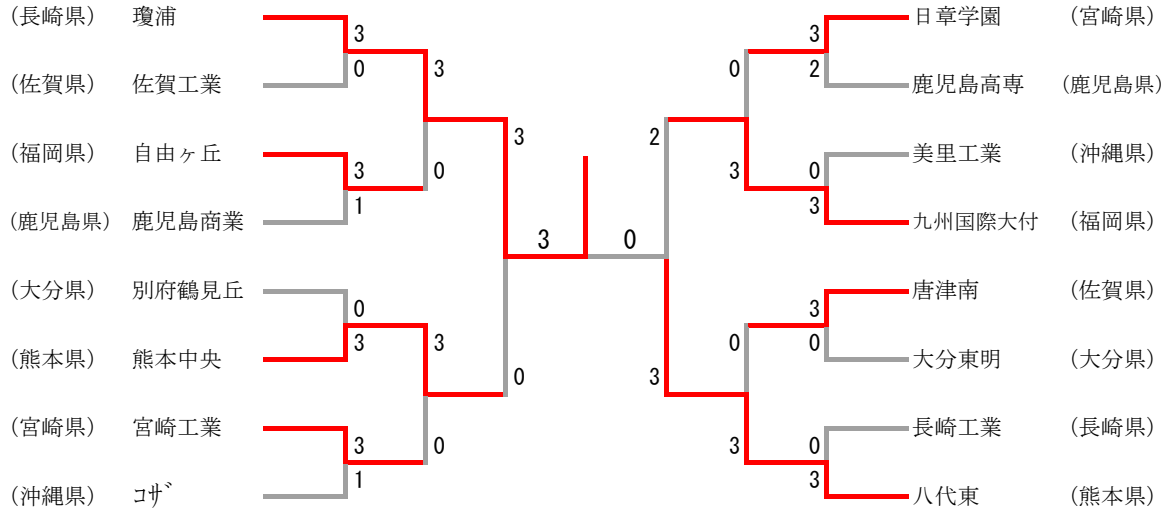 (長崎県) 瓊浦 3 3 日章学園 (宮崎県)
0 3 0 2
(佐賀県) 佐賀工業 鹿児島高専 (鹿児島県)
3 2
(福岡県) 自由ヶ丘 美里工業 (沖縄県)
3 0 3 0
1 3
(鹿児島県) 鹿児島商業 九州国際大付 (福岡県)
3 0
(大分県) 別府鶴見丘 唐津南 (佐賀県)
0 3
3 3 0 0
(熊本県) 熊本中央 大分東明 (大分県)
0 3
(宮崎県) 宮崎工業 長崎工業 (長崎県)
3 0 3 0
1 3
(沖縄県) コザ 八代東 (熊本県)